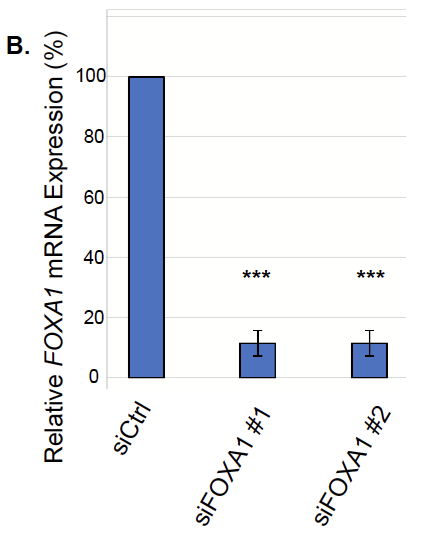 B.
Relative FOXA1 mRNA Expression (%)
100
80
60
40
20
0
*** ***
siCtrl
siFOXA1 #1
siFOXA1 #2